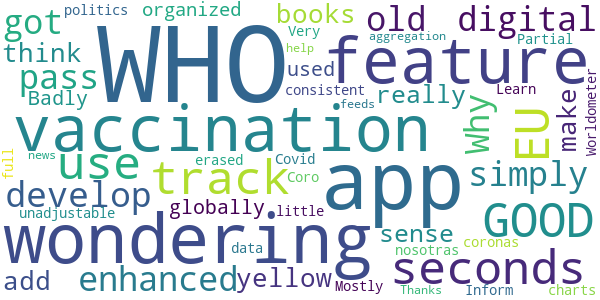 politics organized books old digital
got WHO Very Partial
help aggregation
think feature
pass used
Badly consistent really Learn
feeds
vaccination Why make Worldometer
EU
full news erased Covid
use track app simply
Coro
develop globally little GOOD
unadjustable sense
wondering data nosotras coronas
seconds
add enhanced yellow Mostly Thanks Inform charts